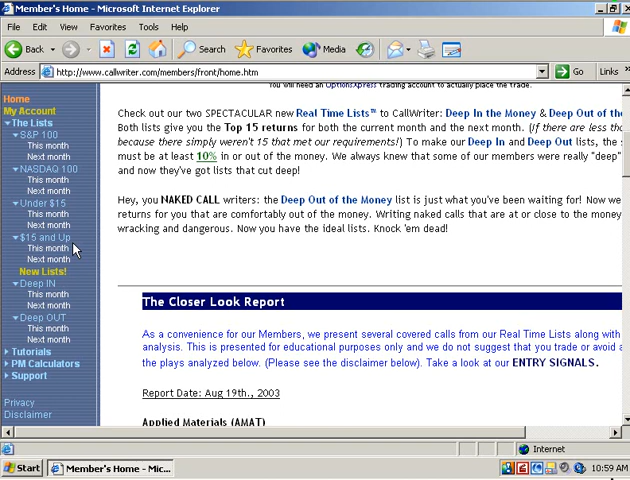 Member's Home - Microsoft Internet Explorer
File Edit View Favorites Tools Help
Back Search Favorites Media
Address http://www.callwriter.com/members/front/home.htm Go Links »
You will need an OptionsXpress trading account to actually place the trade.
Home
My Account
The Lists
S&P 100
This month
Next month
NASDAQ 100
This month
Next month
Under $15
This month
Next month
$15 and Up
This month
Next month
New Lists!
Deep IN
This month
Next month
Deep OUT
This month
Next month
Tutorials
PM Calculators
Support
Privacy
Disclaimer
Check out our two SPECTACULAR new Real Time Lists™ to CallWriter: Deep In the Money & Deep Out of the
Both lists give you the Top 15 returns for both the current month and the next month. (If there are less tha
because there simply weren't 15 that met our requirements!) To make our Deep In and Deep Out lists, the s
must be at least 10% in or out of the money. We always knew that some of our members were really "deep"
and now they've got lists that cut deep!
Hey, you NAKED CALL writers: the Deep Out of the Money list is just what you've been waiting for! Now we
returns for you that are comfortably out of the money. Writing naked calls that are at or close to the money
wracking and dangerous. Now you have the ideal lists. Knock 'em dead!
The Closer Look Report
As a convenience for our Members, we present several covered calls from our Real Time Lists along with
analysis. This is presented for educational purposes only and we do not suggest that you trade or avoid a
the plays analyzed below. (Please see the disclaimer below). Take a look at our ENTRY SIGNALS.
Report Date: Aug 19th., 2003
Applied Materials (AMAT)
Internet
Start Member's Home - Mic... 10:59 AM